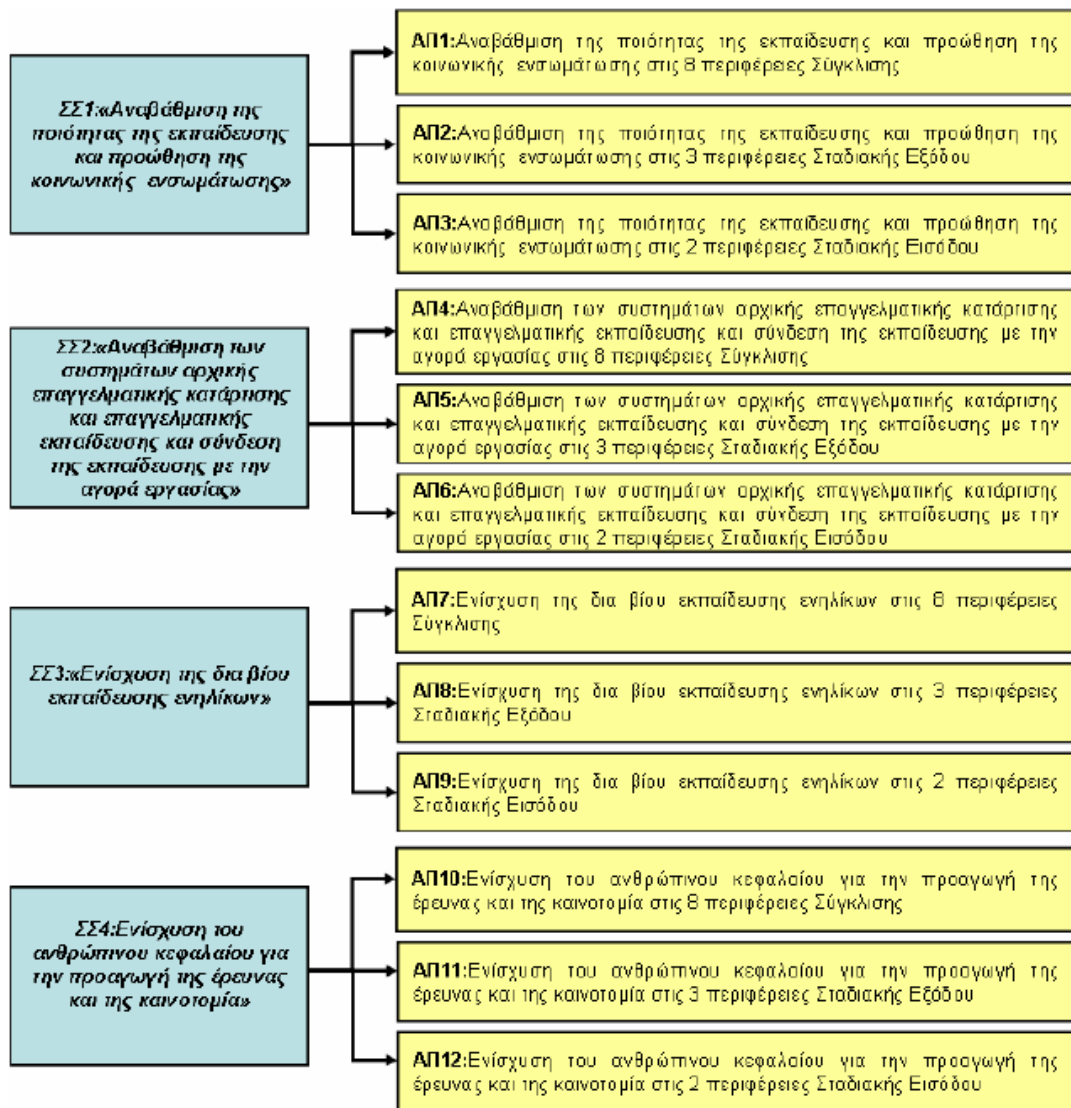 ΣΣ1:«Αναβάθμιση της
ποιότητας της εκπαίδευσης
και προώθηση της
κοινωνικής ενσωμάτωσης»
ΑΠ1:Αναβάθμιση της ποιότητας της εκπαίδευσης και προώθηση της
κοινωνικής ενσωμάτωσης στις 8 περιφέρειες Σύγκλισης
ΑΠ2:Αναβάθμιση της ποιότητας της εκπαίδευσης και προώθηση της
κοινωνικής ενσωμάτωσης στις 3 περιφέρειες Σταδιακής Εξόδου
ΑΠ3:Αναβάθμιση της ποιότητας της εκπαίδευσης και προώθηση της
κοινωνικής ενσωμάτωσης στις 2 περιφέρειες Σταδιακής Εισόδου
ΣΣ2:«Αναβάθμιση των
συστημάτων αρχικής
επαγγελματικής κατάρτισης
και επαγγελματικής
εκπαίδευσης και σύνδεση
της εκπαίδευσης με την
αγορά εργασίας»
ΑΠ4:Αναβάθμιση των συστημάτων αρχικής επαγγελματικής κατάρτισης
και επαγγελματικής εκπαίδευσης και σύνδεση της εκπαίδευσης με την
αγορά εργασίας στις 8 περιφέρειες Σύγκλισης
ΑΠ5:Αναβάθμιση των συστημάτων αρχικής επαγγελματικής κατάρτισης
και επαγγελματικής εκπαίδευσης και σύνδεση της εκπαίδευσης με την
αγορά εργασίας στις 3 περιφέρειες Σταδιακής Εξόδου
ΑΠ6:Αναβάθμιση των συστημάτων αρχικής επαγγελματικής κατάρτισης
και επαγγελματικής εκπαίδευσης και σύνδεση της εκπαίδευσης με την
αγορά εργασίας στις 2 περιφέρειες Σταδιακής Εισόδου
ΣΣ3:«Ενίσχυση της δια βίου
εκπαίδευσης ενηλίκων»
ΑΠ7:Ενίσχυση της δια βίου εκπαίδευσης ενηλίκων στις 8 περιφέρειες
Σύγκλισης
ΑΠ8:Ενίσχυση της δια βίου εκπαίδευσης ενηλίκων στις 3 περιφέρειες
Σταδιακής Εξόδου
ΑΠ9:Ενίσχυση της δια βίου εκπαίδευσης ενηλίκων στις 2 περιφέρειες
Σταδιακής Εισόδου
ΣΣ4:Ενίσχυση του
ανθρώπινου κεφαλαίου για
την προαγωγή της έρευνας
και της καινοτομία»
ΑΠ10:Ενίσχυση του ανθρώπινου κεφαλαίου για την προαγωγή της
έρευνας και της καινοτομία στις 8 περιφέρειες Σύγκλισης
ΑΠ11:Ενίσχυση του ανθρώπινου κεφαλαίου για την προαγωγή της
έρευνας και της καινοτομία στις 3 περιφέρειες Σταδιακής Εξόδου
ΑΠ12:Ενίσχυση του ανθρώπινου κεφαλαίου για την προαγωγή της
έρευνας και της καινοτομία στις 2 περιφέρειες Σταδιακής Εισόδου